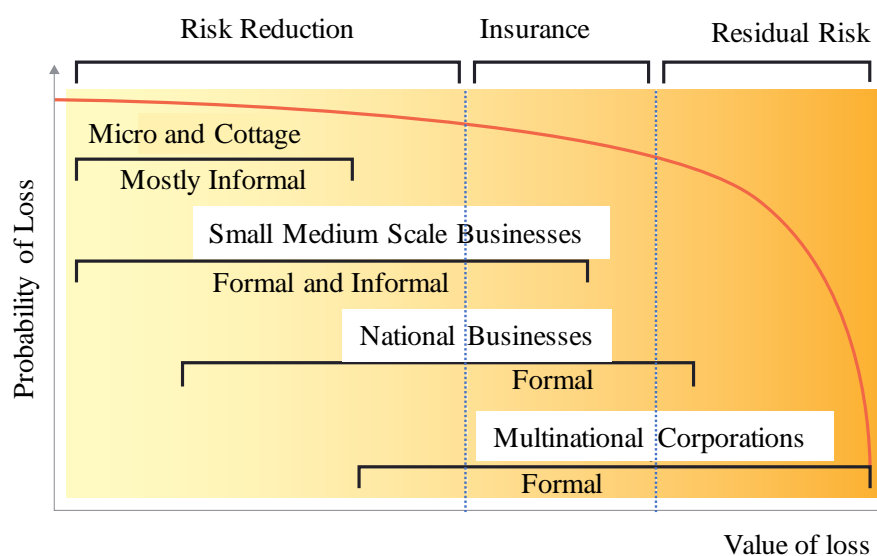 Risk Reduction
Insurance
Residual Risk
Micro and Cottage
Mostly Informal
Small Medium Scale Businesses
Formal and Informal
National Businesses
Formal
Multinational Corporations
Formal
Probability of Loss
Value of loss